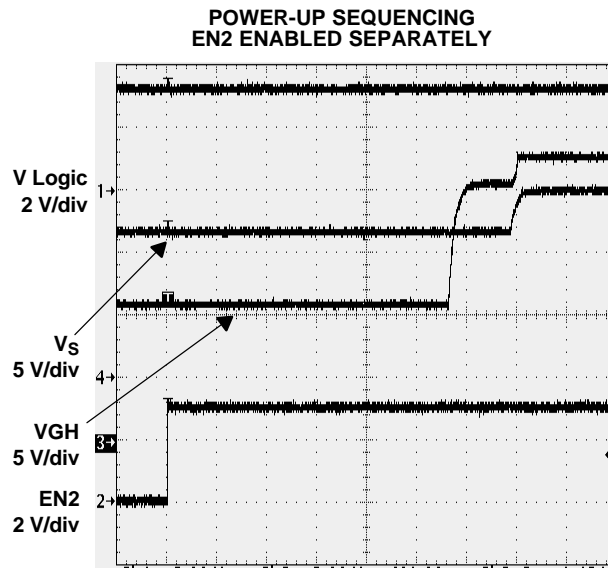 POWER-UP SEQUENCING
EN2 ENABLED SEPARATELY
V Logic
2 V/div
1
VS
5 V/div
4
VGH
5 V/div
3
EN2
2 V/div
2